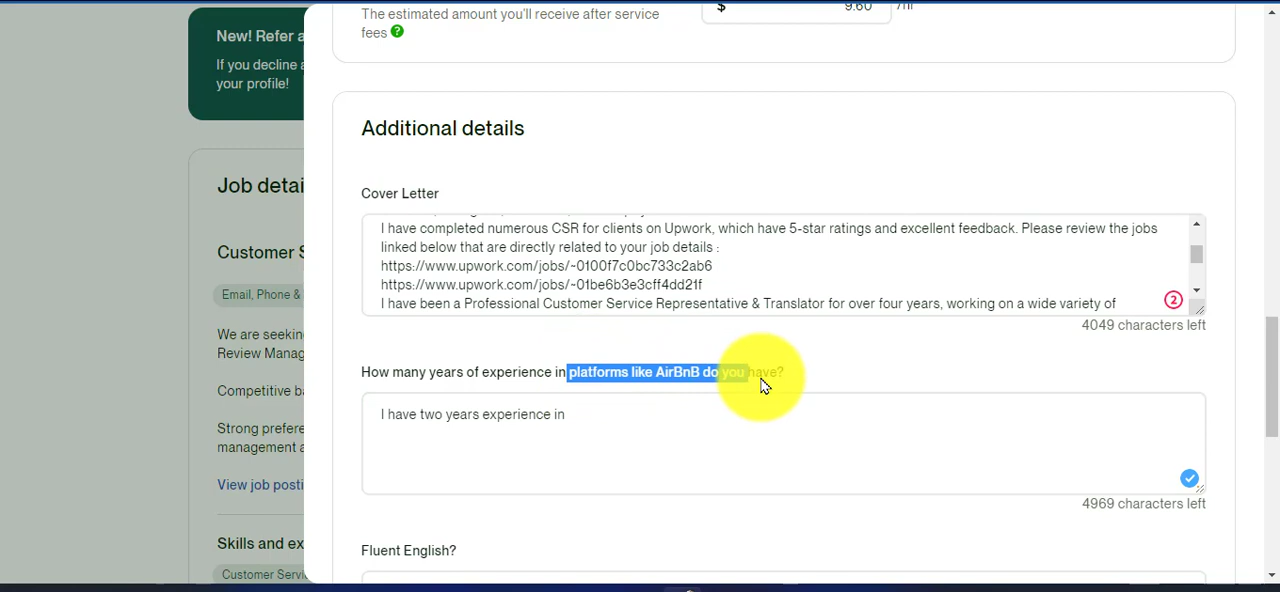 The estimated amount you'll receive after service
fees ?
$ 9.60 /hr
New! Refer a
If you decline a
your profile!
Additional details
Job detai
Cover Letter
I have completed numerous CSR for clients on Upwork, which have 5-star ratings and excellent feedback. Please review the jobs
linked below that are directly related to your job details :
https://www.upwork.com/jobs/~0100f7c0bc733c2ab6
https://www.upwork.com/jobs/~01be6b3e3cff4dd21f
I have been a Professional Customer Service Representative & Translator for over four years, working on a wide variety of
2
4049 characters left
Customer S
Email, Phone &
We are seekin
Review Manag
Competitive ba
Strong prefere
management a
View job posti
Skills and ex
Customer Servi
How many years of experience in platforms like AirBnB do you have?
I have two years experience in
4969 characters left
Fluent English?